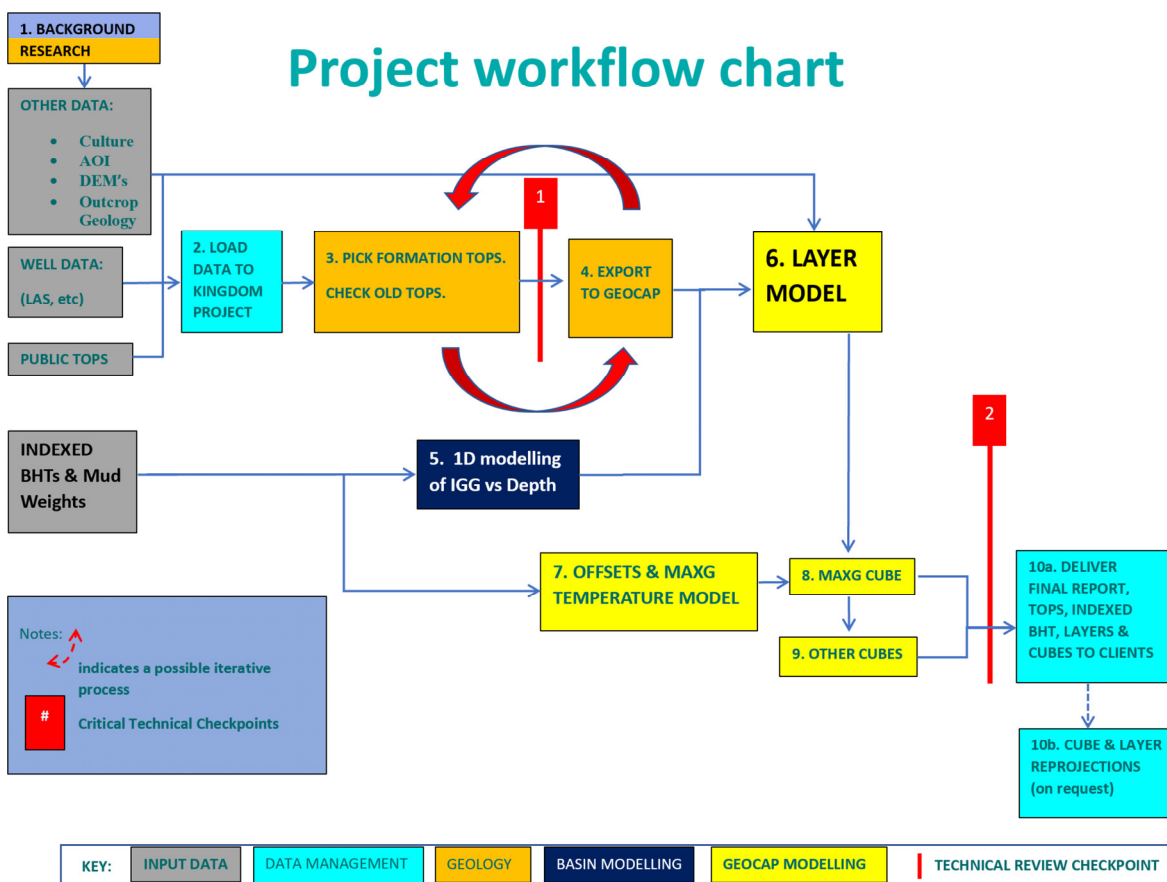 1. BACKGROUND
RESEARCH
Project workflow chart
OTHER DATA:
• Culture
• AOI
• DEM's
• Outcrop
Geology
WELL DATA:
(LAS, etc)
PUBLIC TOPS
2. LOAD
DATA TO
KINGDOM
PROJECT
3. PICK FORMATION TOPS.
CHECK OLD TOPS.
1
4. EXPORT
TO GEOCAP
6. LAYER
MODEL
INDEXED
BHTs & Mud
Weights
5. 1D modelling
of IGG vs Depth
2
7. OFFSETS & MAXG
TEMPERATURE MODEL
8. MAXG CUBE
9. OTHER CUBES
10a. DELIVER
FINAL REPORT,
TOPS, INDEXED
BHT, LAYERS &
CUBES TO CLIENTS
10b. CUBE & LAYER
REPROJECTIONS
(on request)
Notes:
indicates a possible iterative
process
#
Critical Technical Checkpoints
KEY:
INPUT DATA
DATA MANAGEMENT
GEOLOGY
BASIN MODELLING
GEOCAP MODELLING
TECHNICAL REVIEW CHECKPOINT